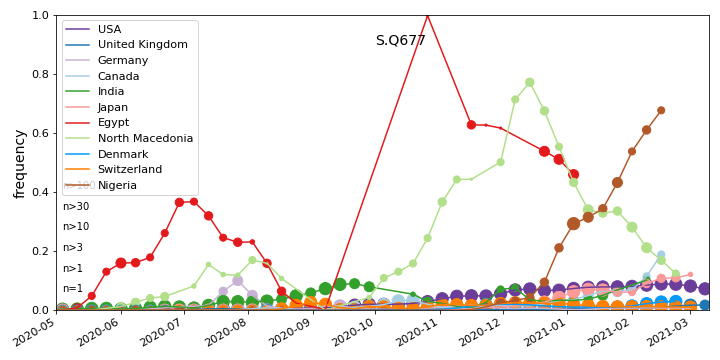 1.0
0.8
0.6
0.4
0.2
0.0
frequency
USA
United Kingdom
Germany
Canada
India
Japan
Egypt
North Macedonia
Denmark
Switzerland
Nigeria
S.Q677
n>100
n>30
n>10
n>3
n>1
n=1
2020-05
2020-06
2020-07
2020-08
2020-09
2020-10
2020-11
2020-12
2021-01
2021-02
2021-03